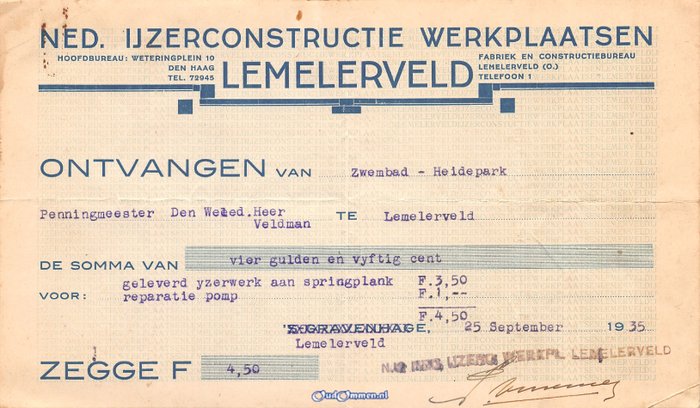 NED. IJZERCONSTRUCTIE WERKPLAATSEN
HOOFDBUREAU: WETERINGPLEIN 10
DEN HAAG
TEL. 72945
LEMELERVELD
FABRIEK EN CONSTRUCTIEBUREAU
LEMELERVELD (O.)
TELEFOON 1
ONTVANGEN VAN Zwembad - Heidepark
Penningmeester Den Weled.Heer Veldman TE Lemelerveld
DE SOMMA VAN vier gulden en vyftig cent
VOOR: geleverd yzerwerk aan springplank F.3,50
reparatie pomp F.1,--
F.4,50
'S-GRAVENHAGE, 25 September 1935
Lemelerveld
ZEGGE F 4,50
IJZERC. WERKPL. LEMELERVELD
OudOmmen.nl